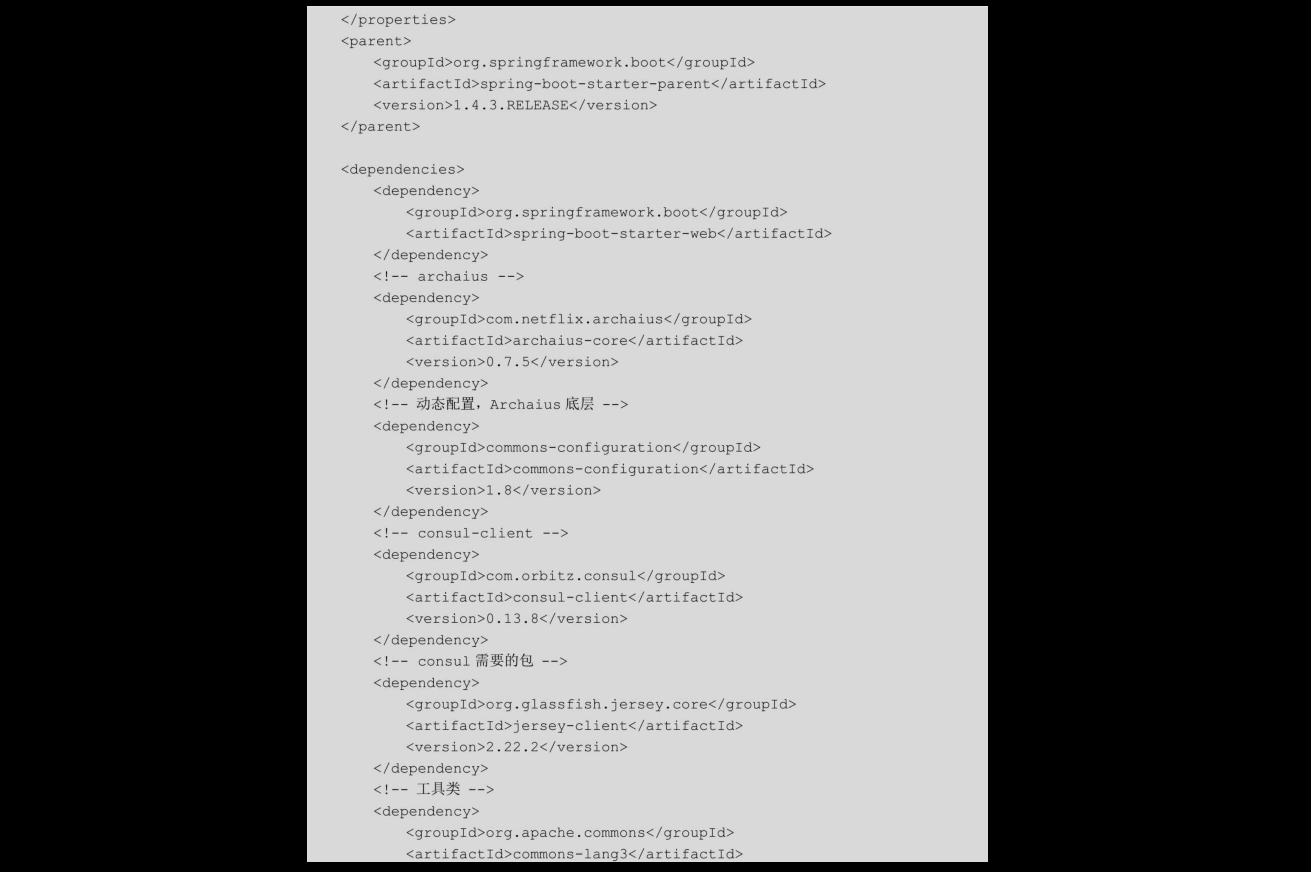 </properties>
<parent>
<groupId>org.springframework.boot</groupId>
<artifactId>spring-boot-starter-parent</artifactId>
<version>1.4.3.RELEASE</version>
</parent>
<dependencies>
<dependency>
<groupId>org.springframework.boot</groupId>
<artifactId>spring-boot-starter-web</artifactId>
</dependency>
<!-- archaius -->
<dependency>
<groupId>com.netflix.archaius</groupId>
<artifactId>archaius-core</artifactId>
<version>0.7.5</version>
</dependency>
<!-- 动态配置，Archaius 底层 -->
<dependency>
<groupId>commons-configuration</groupId>
<artifactId>commons-configuration</artifactId>
<version>1.8</version>
</dependency>
<!-- consul-client -->
<dependency>
<groupId>com.orbitz.consul</groupId>
<artifactId>consul-client</artifactId>
<version>0.13.8</version>
</dependency>
<!-- consul 需要的包 -->
<dependency>
<groupId>org.glassfish.jersey.core</groupId>
<artifactId>jersey-client</artifactId>
<version>2.22.2</version>
</dependency>
<!-- 工具类 -->
<dependency>
<groupId>org.apache.commons</groupId>
<artifactId>commons-lang3</artifactId>